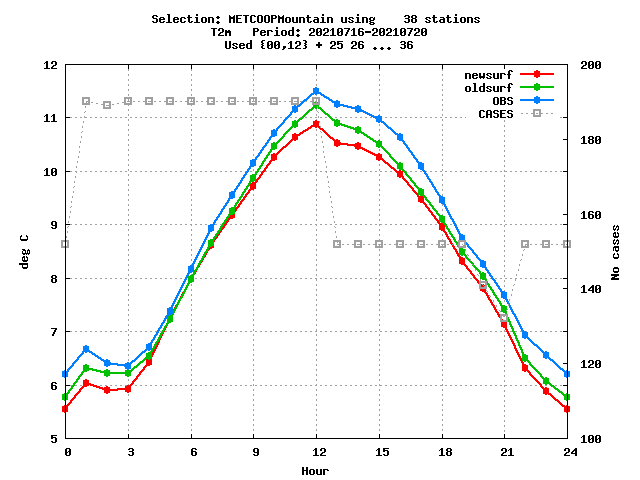 Selection: METCOOPMountain using    38 stations
T2m   Period: 20210716-20210720
Used {00,12} + 25 26 ... 36
newsurf
oldsurf
OBS
CASES
12
11
10
9
8
7
6
5
200
180
160
140
120
100
deg C
No cases
0 3 6 9 12 15 18 21 24
Hour